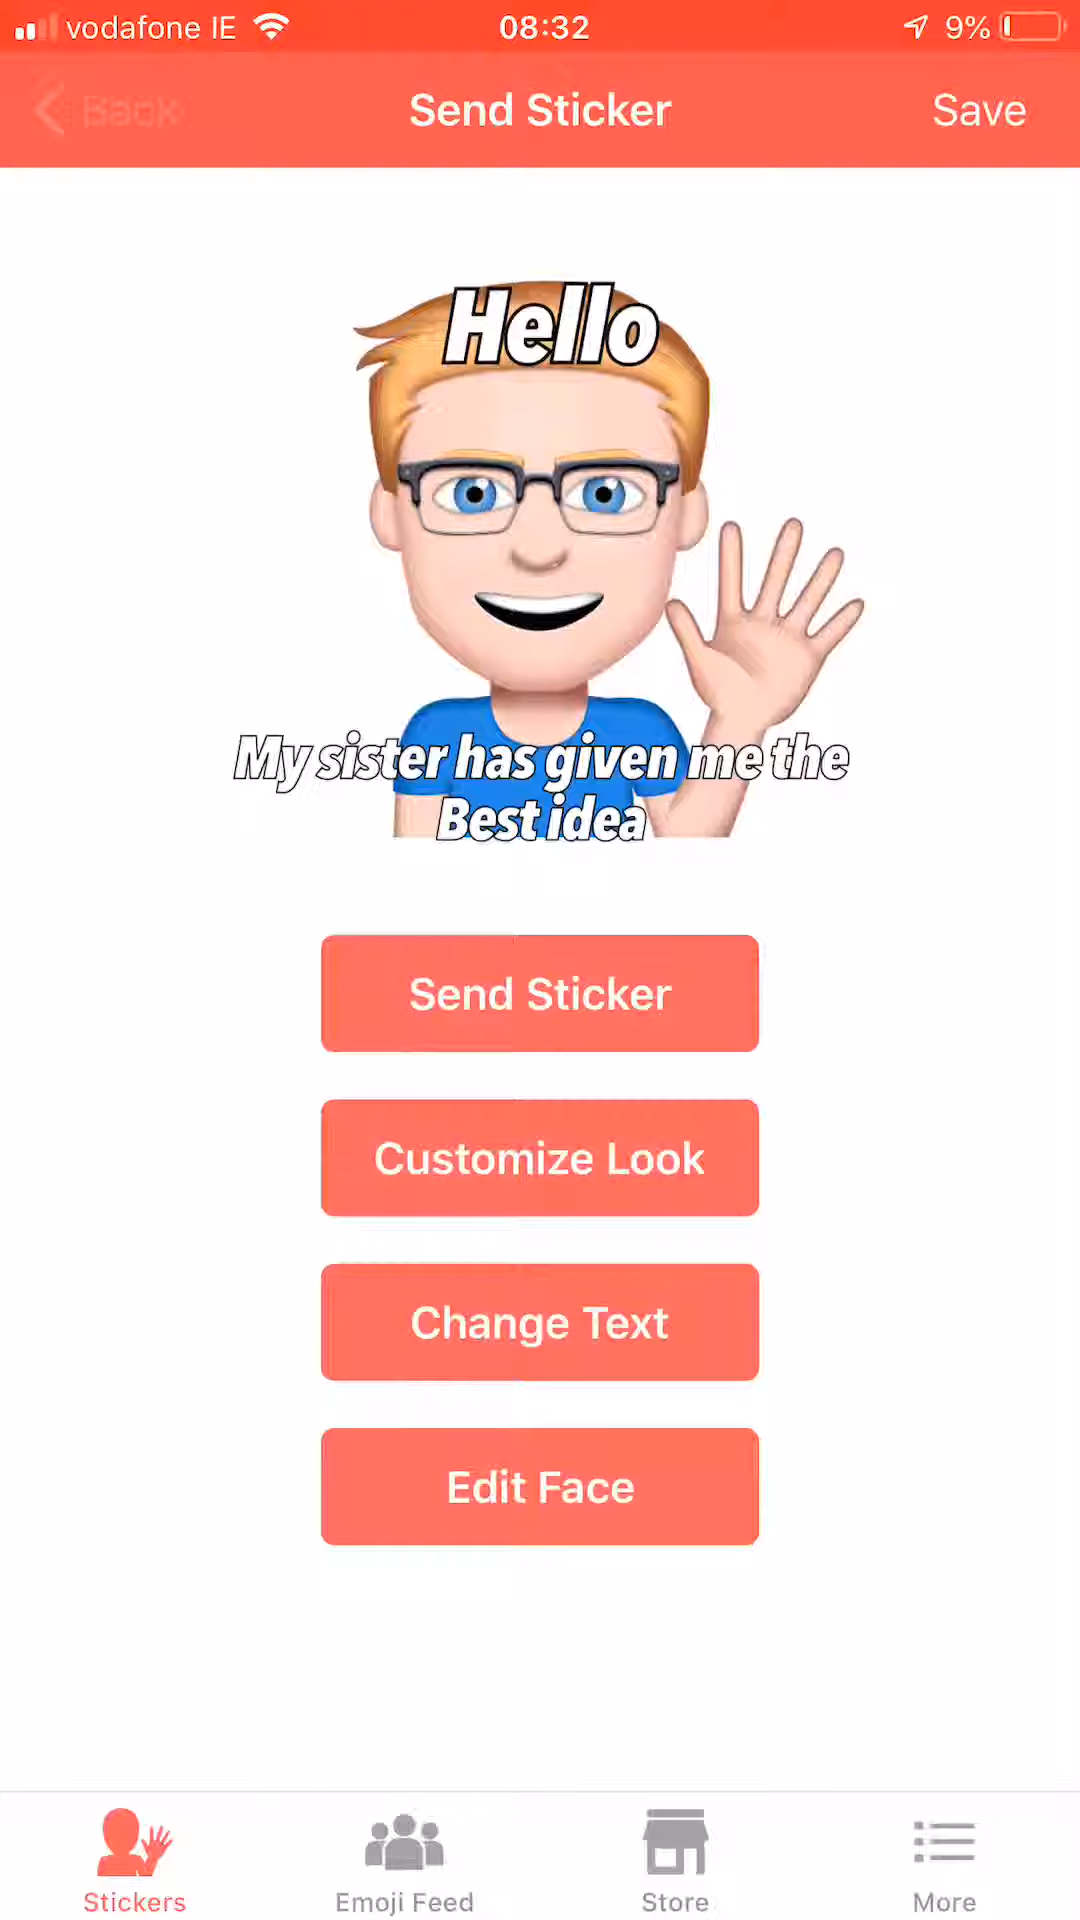 vodafone IE 08:32 9%
Back Send Sticker Save
Hello
My sister has given me the
Best idea
Send Sticker
Customize Look
Change Text
Edit Face
Stickers Emoji Feed Store More